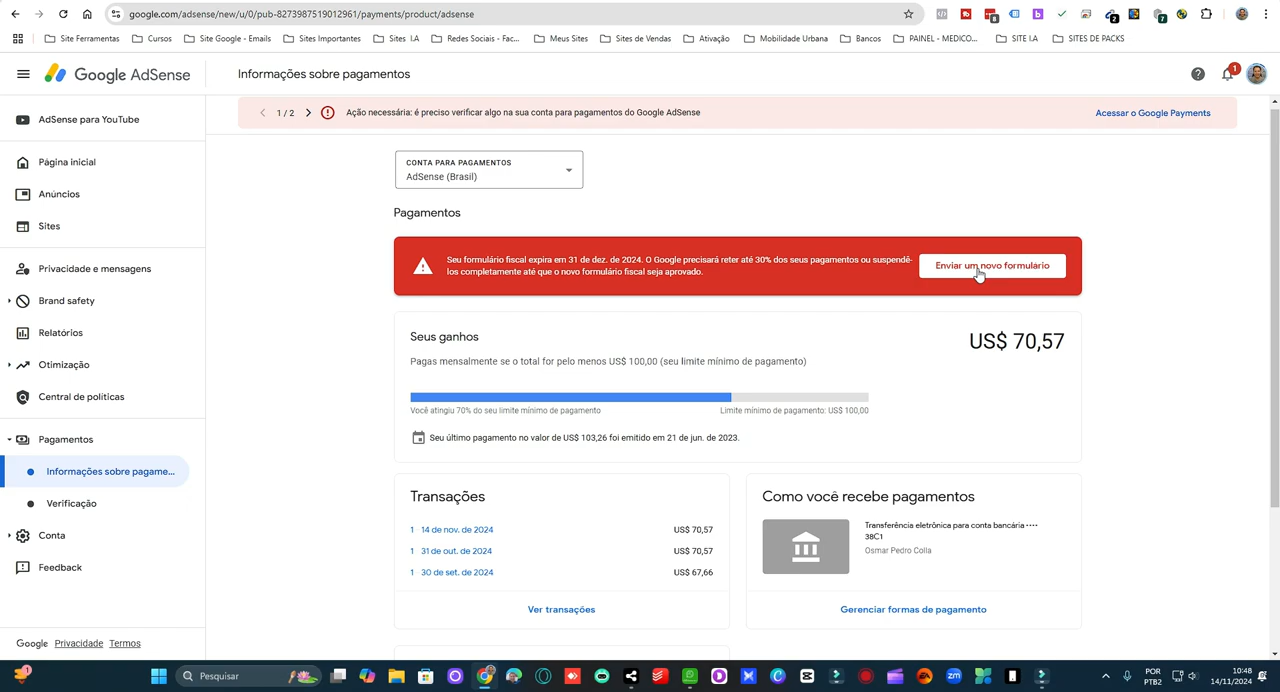 google.com/adsense/new/u/0/pub-8273987519012961/payments/product/adsense
Site Ferramentas
Cursos
Site Google - Emails
Sites Importantes
Sites I.A
Redes Sociais - Fac...
Meus Sites
Sites de Vendas
Ativação
Mobilidade Urbana
Bancos
PAINEL - MEDICO...
SITE I.A
SITES DE PACKS
Google AdSense
Informações sobre pagamentos
1
1 / 2
Ação necessária: é preciso verificar algo na sua conta para pagamentos do Google AdSense
Acessar o Google Payments
AdSense para YouTube
Página inicial
Anúncios
Sites
Privacidade e mensagens
Brand safety
Relatórios
Otimização
Central de políticas
Pagamentos
Informações sobre pagame...
Verificação
Conta
Feedback
Google Privacidade Termos
CONTA PARA PAGAMENTOS
AdSense (Brasil)
Pagamentos
Seu formulário fiscal expira em 31 de dez. de 2024. O Google precisará reter até 30% dos seus pagamentos ou suspendê-
los completamente até que o novo formulário fiscal seja aprovado.
Enviar um novo formulário
Seus ganhos
US$ 70,57
Pagas mensalmente se o total for pelo menos US$ 100,00 (seu limite mínimo de pagamento)
Você atingiu 70% do seu limite mínimo de pagamento
Limite mínimo de pagamento: US$ 100,00
Seu último pagamento no valor de US$ 103,26 foi emitido em 21 de jun. de 2023.
Transações
1 14 de nov. de 2024 US$ 70,57
1 31 de out. de 2024 US$ 70,57
1 30 de set. de 2024 US$ 67,66
Ver transações
Como você recebe pagamentos
Transferência eletrônica para conta bancária ••••
38C1
Osmar Pedro Colla
Gerenciar formas de pagamento
Pesquisar
POR
PTBR
10:48
14/11/2024